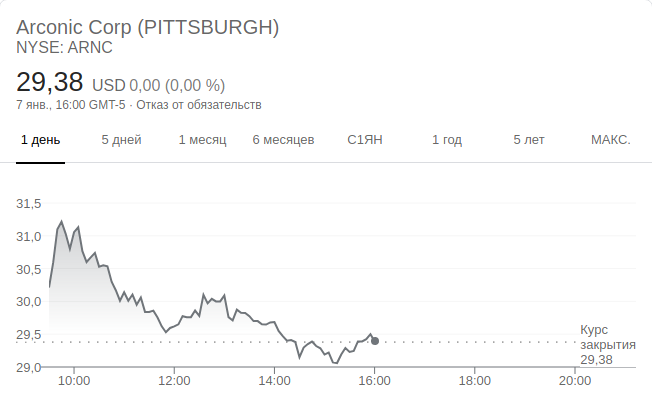 Arconic Corp (PITTSBURGH)
NYSE: ARNC
29,38 USD 0,00 (0,00 %)
7 янв., 16:00 GMT-5 · Отказ от обязательств
1 день 5 дней 1 месяц 6 месяцев С1ЯН 1 год 5 лет МАКС.
31,5
31,0
30,5
30,0
29,5
29,0
Курс
закрытия
29,38
10:00 12:00 14:00 16:00 18:00 20:00